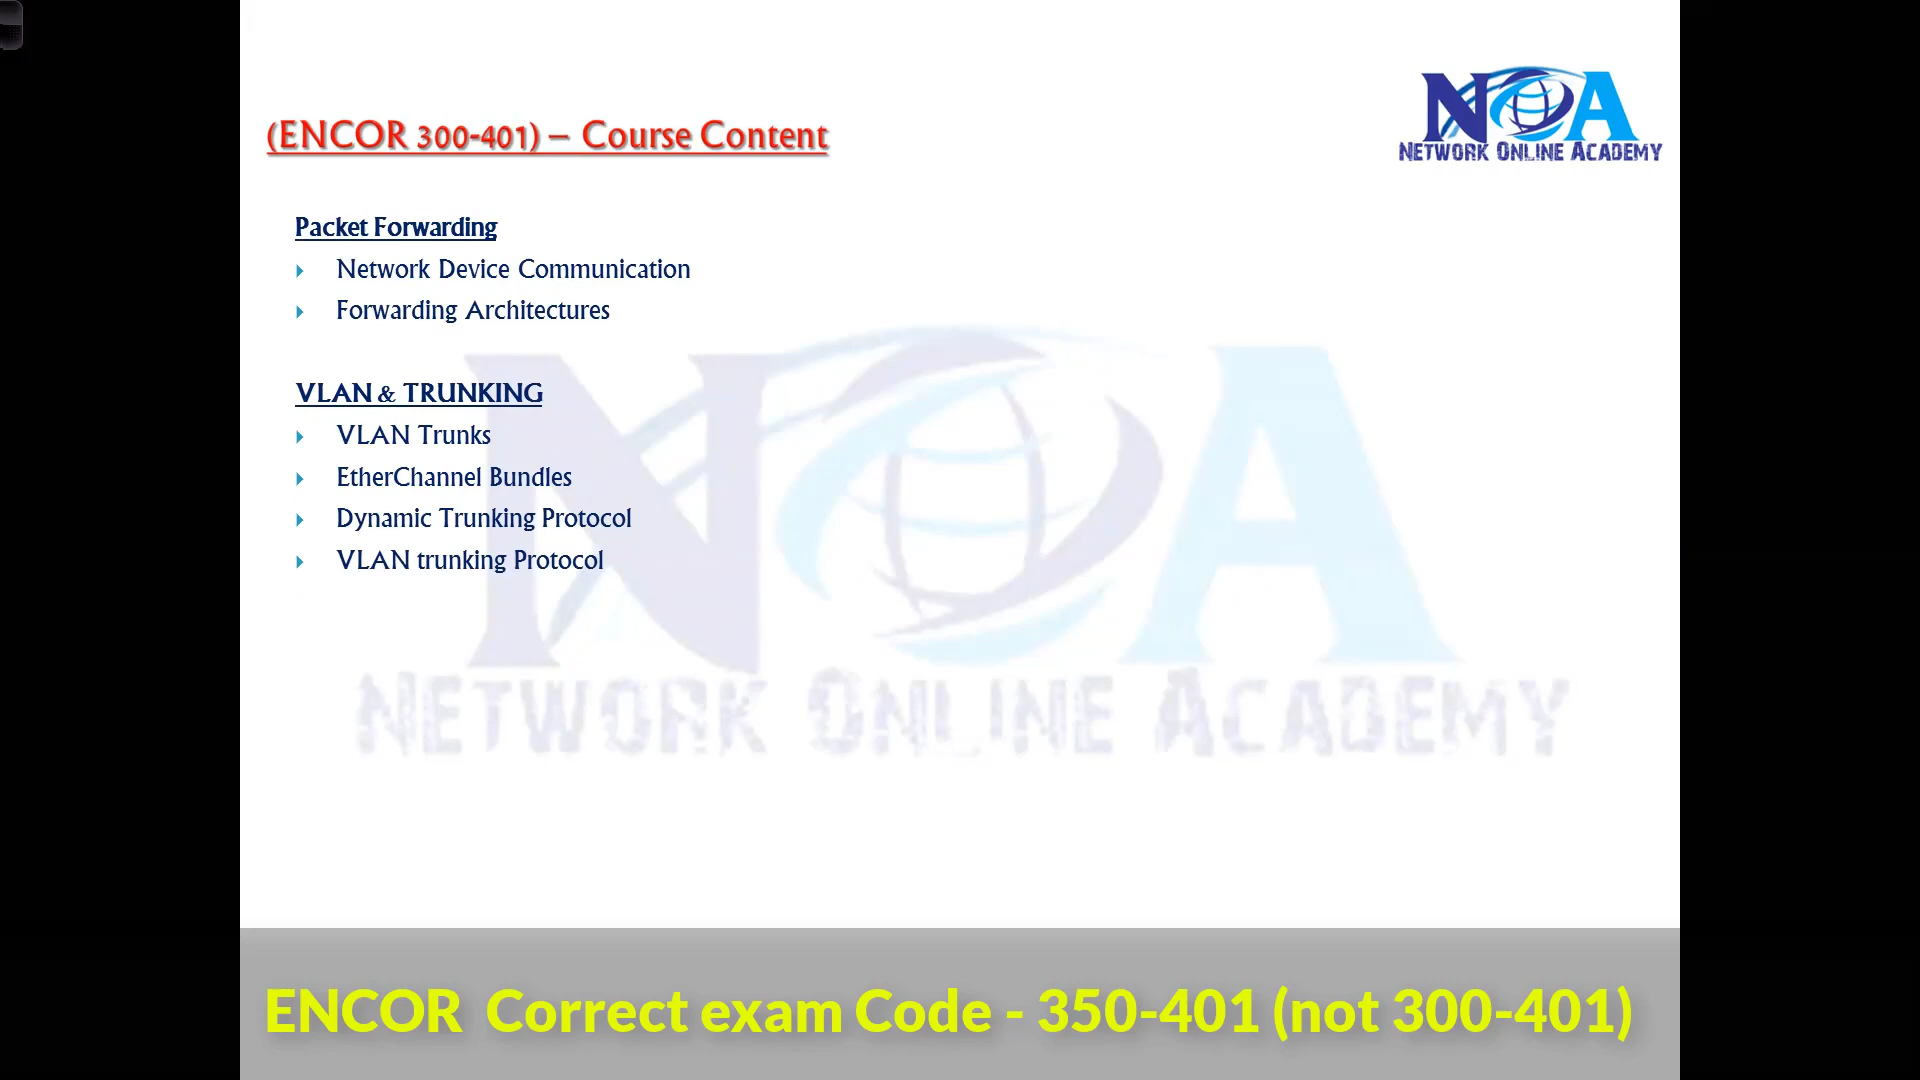 NOA
NETWORK ONLINE ACADEMY
(ENCOR 300-401) – Course Content
Packet Forwarding
Network Device Communication
Forwarding Architectures
VLAN & TRUNKING
VLAN Trunks
EtherChannel Bundles
Dynamic Trunking Protocol
VLAN trunking Protocol
NOA
NETWORK ONLINE ACADEMY
ENCOR Correct exam Code - 350-401 (not 300-401)